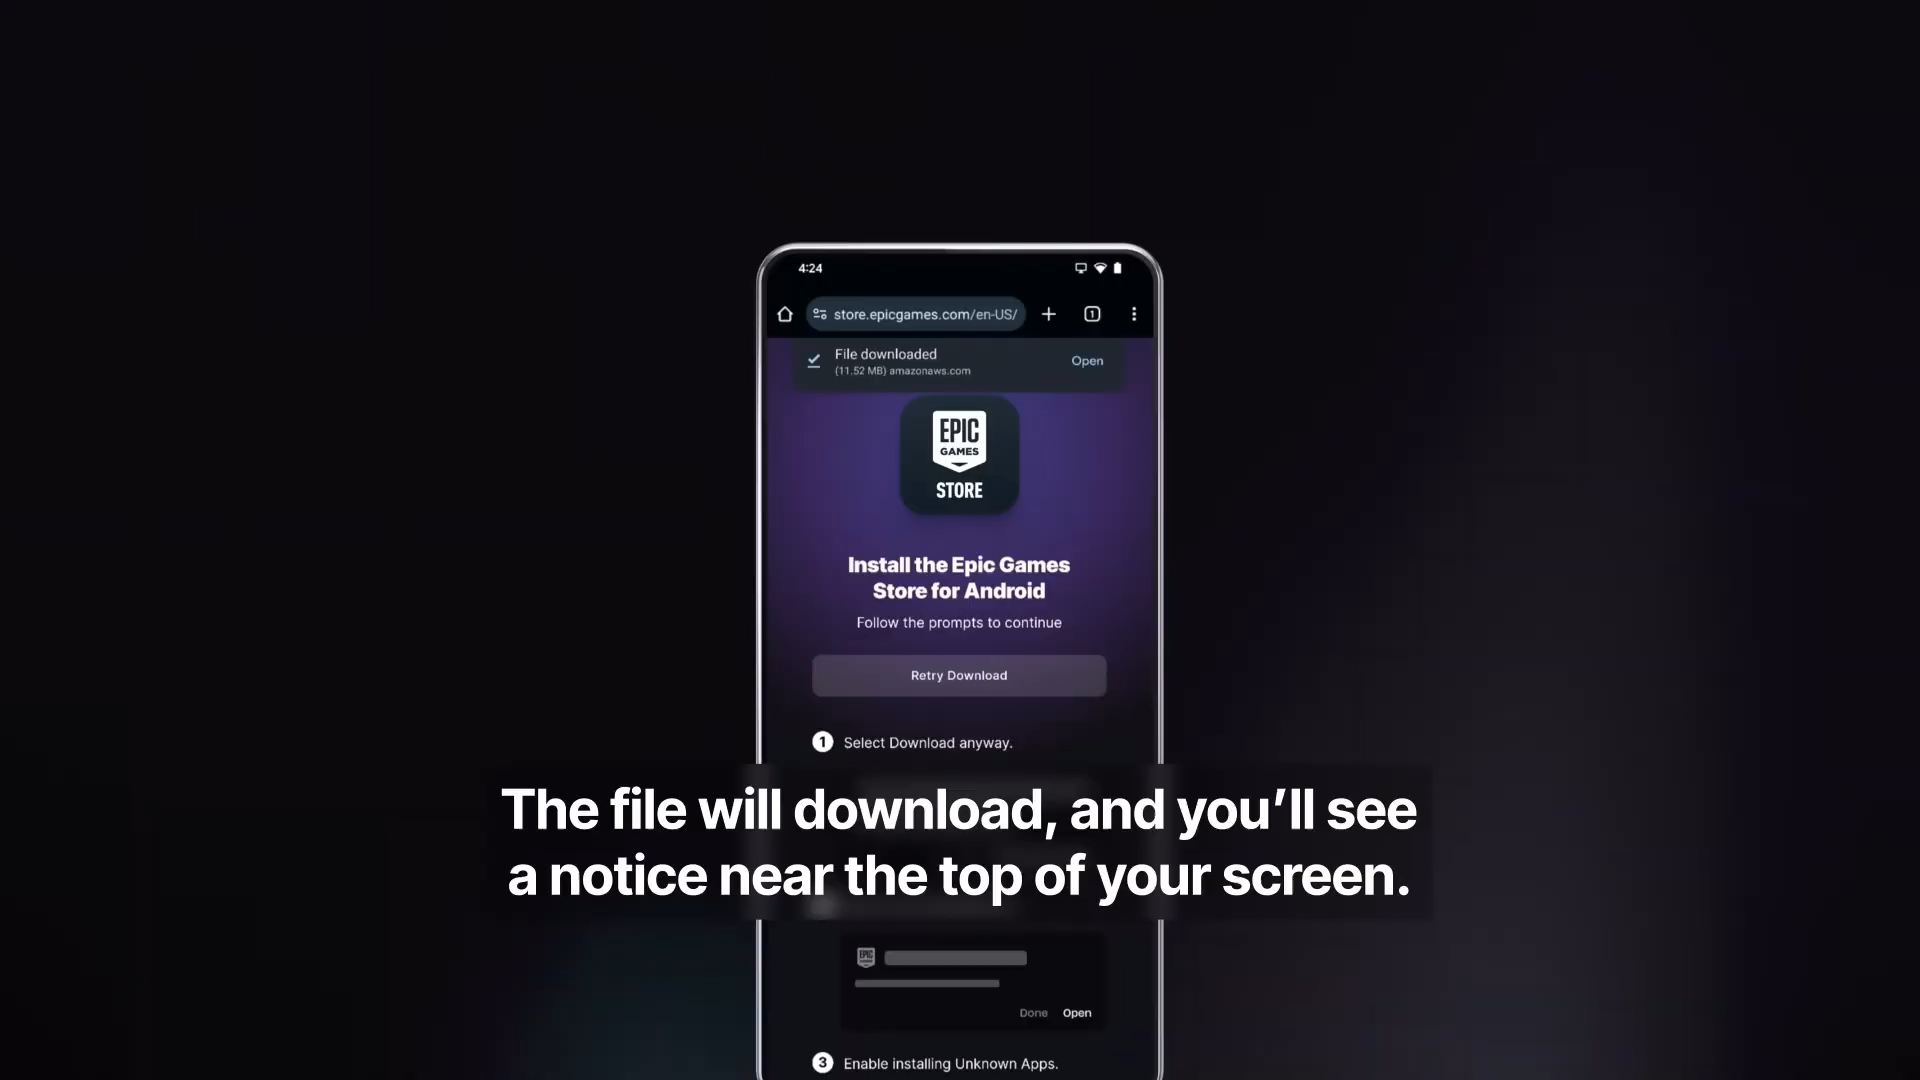 4:24
store.epicgames.com/en-US/
1
File downloaded
(11.52 MB) amazonaws.com
Open
EPIC
GAMES
STORE
Install the Epic Games
Store for Android
Follow the prompts to continue
Retry Download
1 Select Download anyway.
The file will download, and you’ll see
a notice near the top of your screen.
EPIC
Done Open
3 Enable installing Unknown Apps.